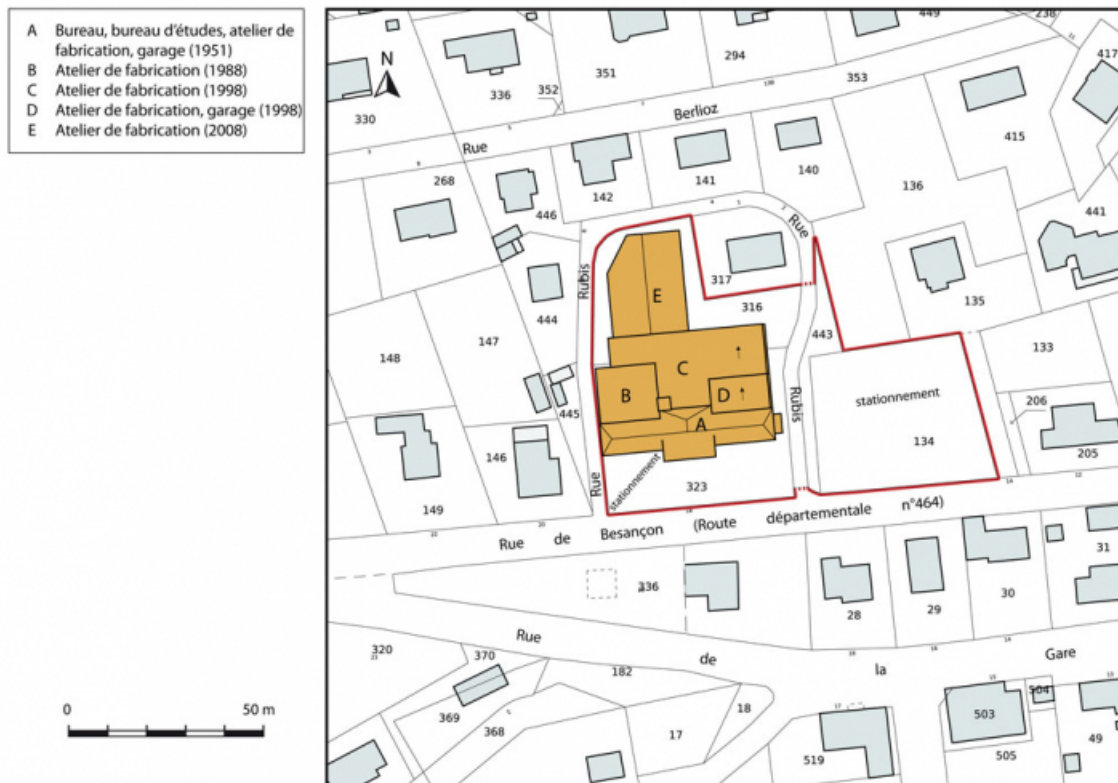 A Bureau, bureau d'études, atelier de
fabrication, garage (1951)
B Atelier de fabrication (1988)
C Atelier de fabrication (1998)
D Atelier de fabrication, garage (1998)
E Atelier de fabrication (2008)
N
449
238
417
294
351
353
352
336
330
Berlioz
Rue
415
268
142
141
140
136
446
441
Rue
Rubis
317
E
316
135
444
147
443
148
133
C
B
D
Rubis
stationnement
206
445
A
134
146
205
149
Rue
stationnement
323
Rue de Besançon (Route départementale n°464)
31
336
28
29
30
Rue de la Gare
320
370
182
369
368
18
17
504
503
519
505
49
0 50 m